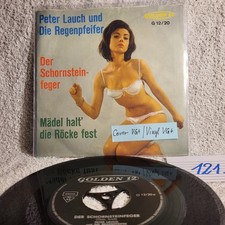 Peter Lauch und
Die Regenpfeifer
G 12/20
Der
Schornstein-
feger
Mädel halt'
die Röcke fest
Cover VG+ / Vinyl VG+
121
GOLDEN 12
DER SCHORNSTEINFEGER